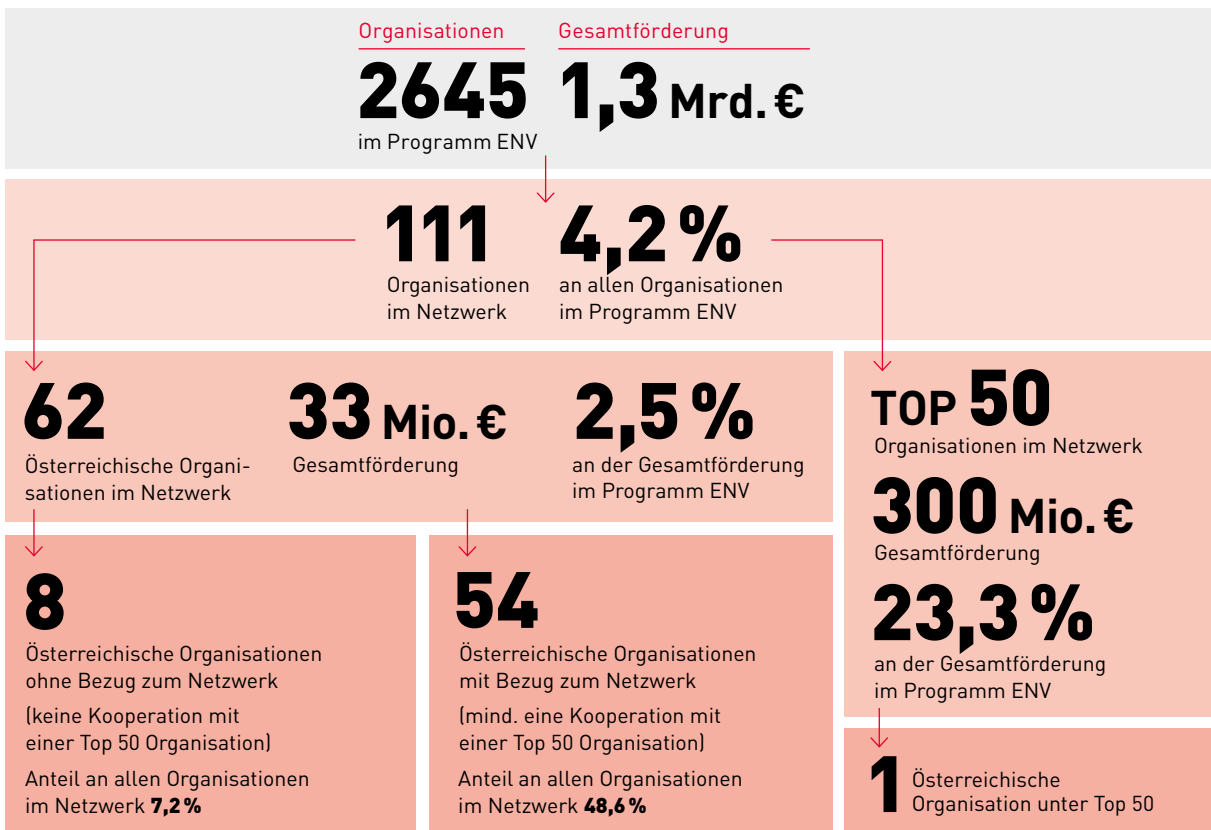 Organisationen
2645
im Programm ENV
Gesamtförderung
1,3 Mrd. €
111
Organisationen
im Netzwerk
4,2 %
an allen Organisationen
im Programm ENV
62
Österreichische Organi-
sationen im Netzwerk
33 Mio. €
Gesamtförderung
2,5 %
an der Gesamtförderung
im Programm ENV
8
Österreichische Organisationen
ohne Bezug zum Netzwerk
(keine Kooperation mit
einer Top 50 Organisation)
Anteil an allen Organisationen
im Netzwerk 7,2 %
54
Österreichische Organisationen
mit Bezug zum Netzwerk
(mind. eine Kooperation mit
einer Top 50 Organisation)
Anteil an allen Organisationen
im Netzwerk 48,6 %
TOP 50
Organisationen im Netzwerk
300 Mio. €
Gesamtförderung
23,3 %
an der Gesamtförderung
im Programm ENV
1 Österreichische
Organisation unter Top 50